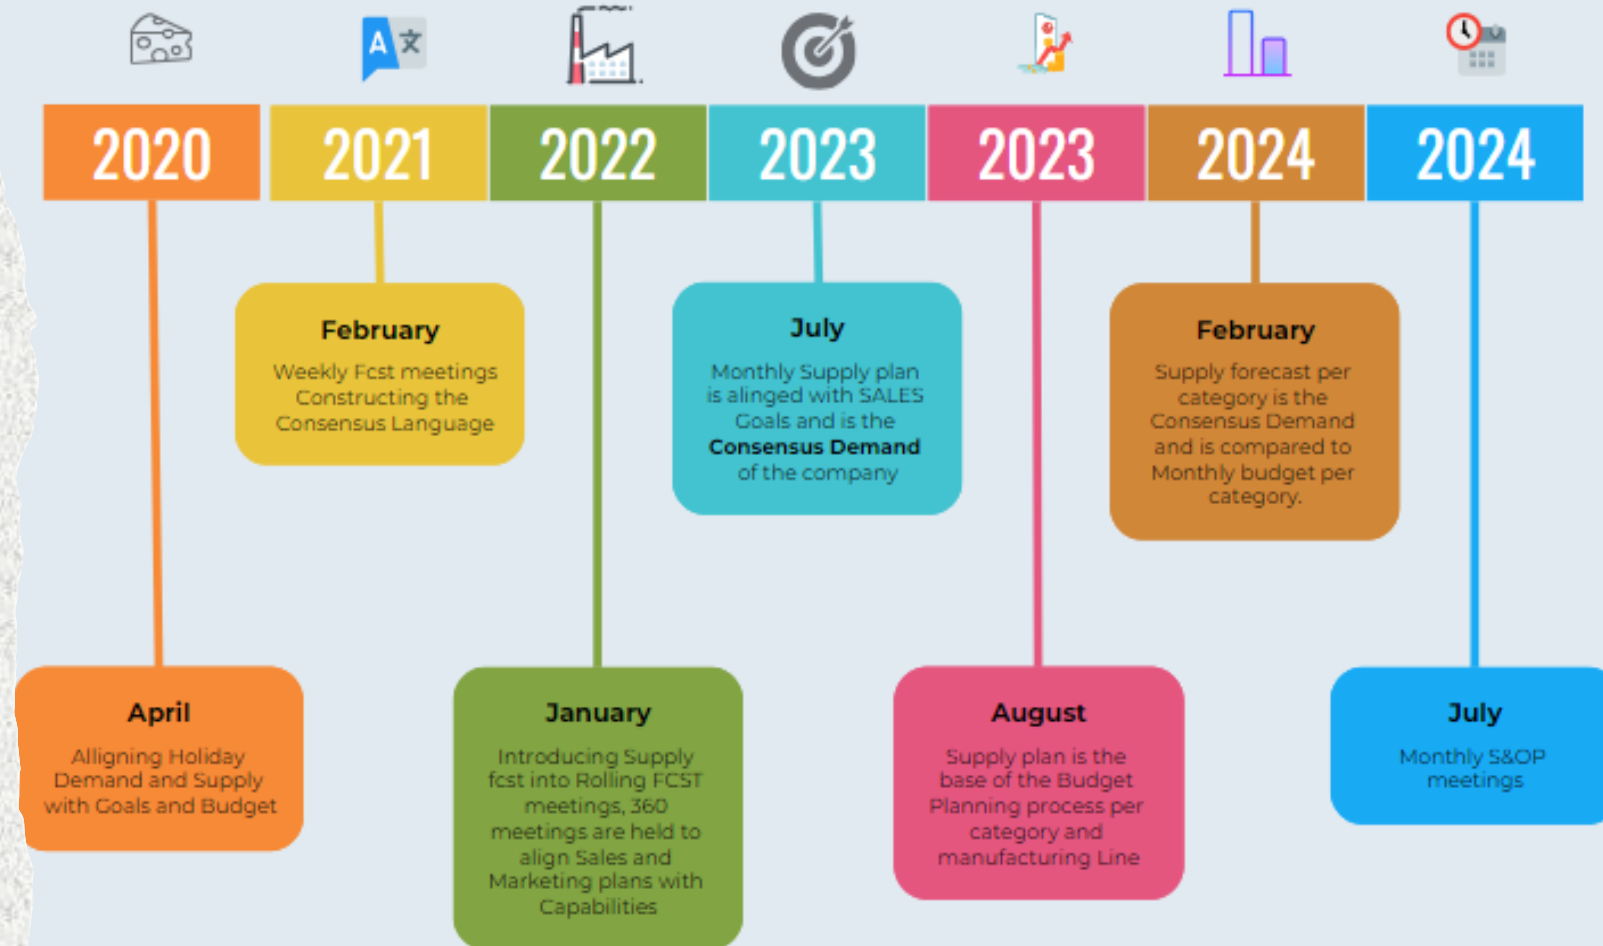 A 文
2020
2021
2022
2023
2023
2024
2024
April
Alligning Holiday
Demand and Supply
with Goals and Budget
February
Weekly Fcst meetings
Constructing the
Consensus Language
January
Introducing Supply
fcst into Rolling FCST
meetings, 360
meetings are held to
align Sales and
Marketing plans with
Capabilities
July
Monthly Supply plan
is alinged with SALES
Goals and is the
Consensus Demand
of the company
August
Supply plan is the
base of the Budget
Planning process per
category and
manufacturing Line
February
Supply forecast per
category is the
Consensus Demand
and is compared to
Monthly budget per
category.
July
Monthly S&OP
meetings